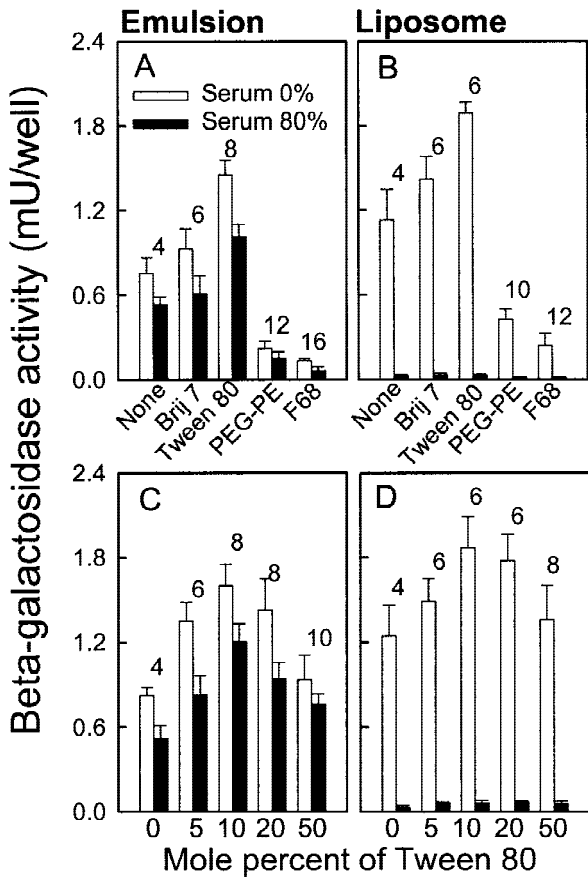 Emulsion
Liposome
Beta-galactosidase activity (mU/well)
2.4
1.8
1.2
0.6
0.0
A
Serum 0%
Serum 80%
4
6
8
12
16
None
Brij 7
Tween 80
PEG-PE
F68
B
4
6
6
10
12
None
Brij 7
Tween 80
PEG-PE
F68
2.4
1.8
1.2
0.6
0.0
C
4
6
8
8
10
0 5 10 20 50
D
4
6
6
6
8
0 5 10 20 50
Mole percent of Tween 80